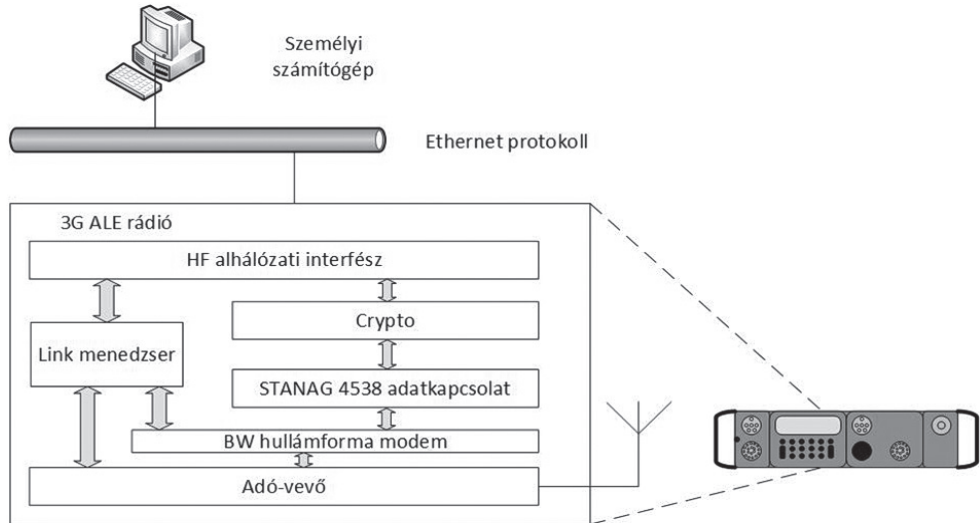 Személyi
számítógép
Ethernet protokoll
3G ALE rádió
HF alhálózati interfész
Crypto
Link menedzser
STANAG 4538 adatkapcsolat
BW hullámforma modem
Adó-vevő